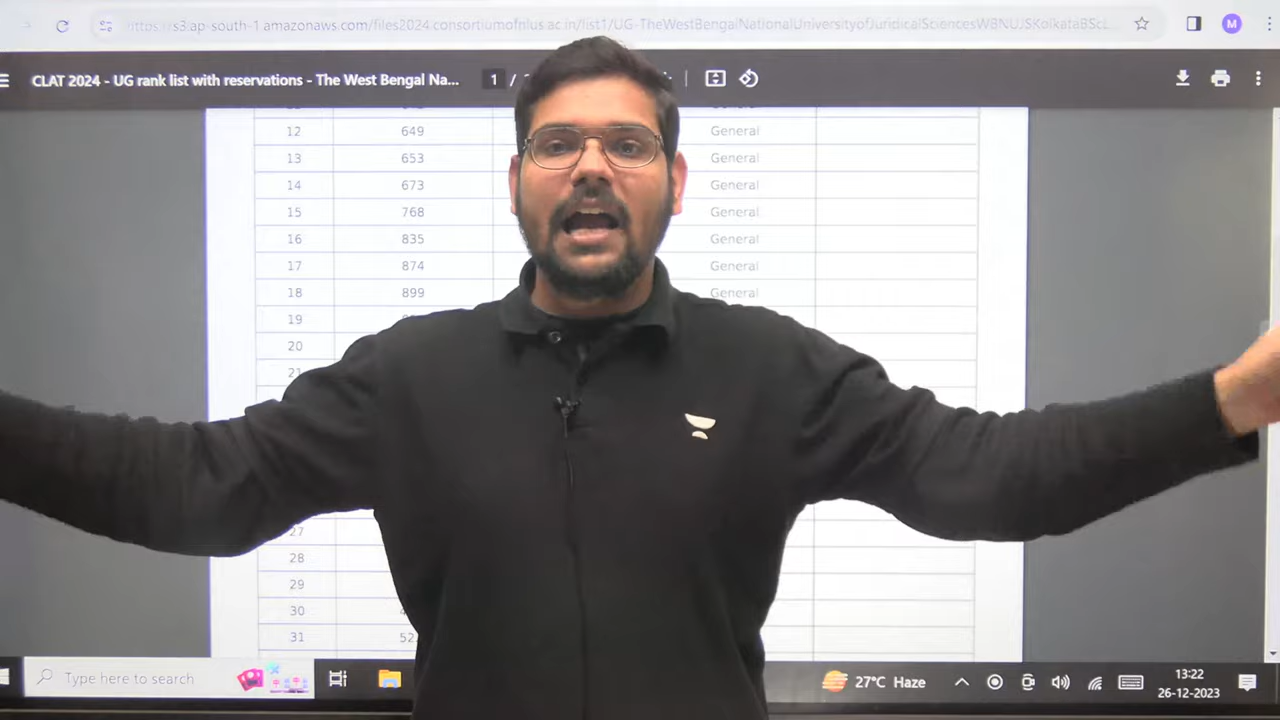 https://s3.ap-south-1.amazonaws.com/files2024.consortiumofnlus.ac.in/list1/UG-TheWestBengalNationalUniversityofJuridicalSciencesWBNUJSKolkataBScL...
M
CLAT 2024 - UG rank list with reservations - The West Bengal Na... 1 /
12 649 General
13 653 General
14 673 General
15 768 General
16 835 General
17 874 General
18 899 General
19
20
21
27
28
29
30
31
Type here to search
27°C Haze
13:22
26-12-2023